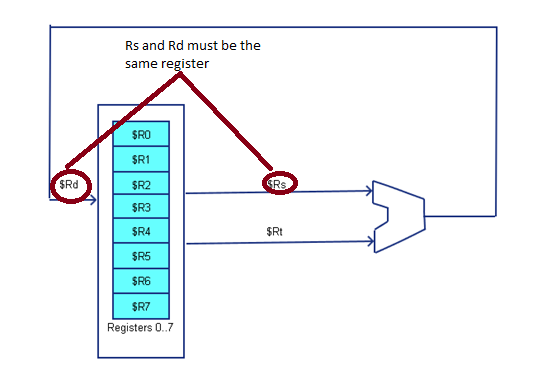 Rs and Rd must be the
same register
$R0
$R1
$Rd
$R2
$Rs
$R3
$R4
$Rt
$R5
$R6
$R7
Registers 0..7